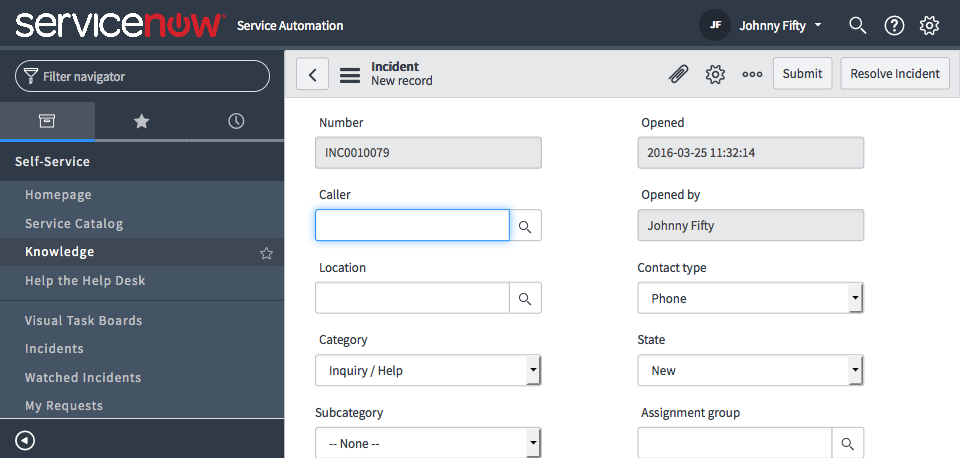 servicenow Service Automation JF Johnny Fifty
Filter navigator
Incident
New record
Submit Resolve Incident
Self-Service
Homepage
Service Catalog
Knowledge
Help the Help Desk
Visual Task Boards
Incidents
Watched Incidents
My Requests
Number
INC0010079
Opened
2016-03-25 11:32:14
Caller
Opened by
Johnny Fifty
Location
Contact type
Phone
Category
Inquiry / Help
State
New
Subcategory
-- None --
Assignment group